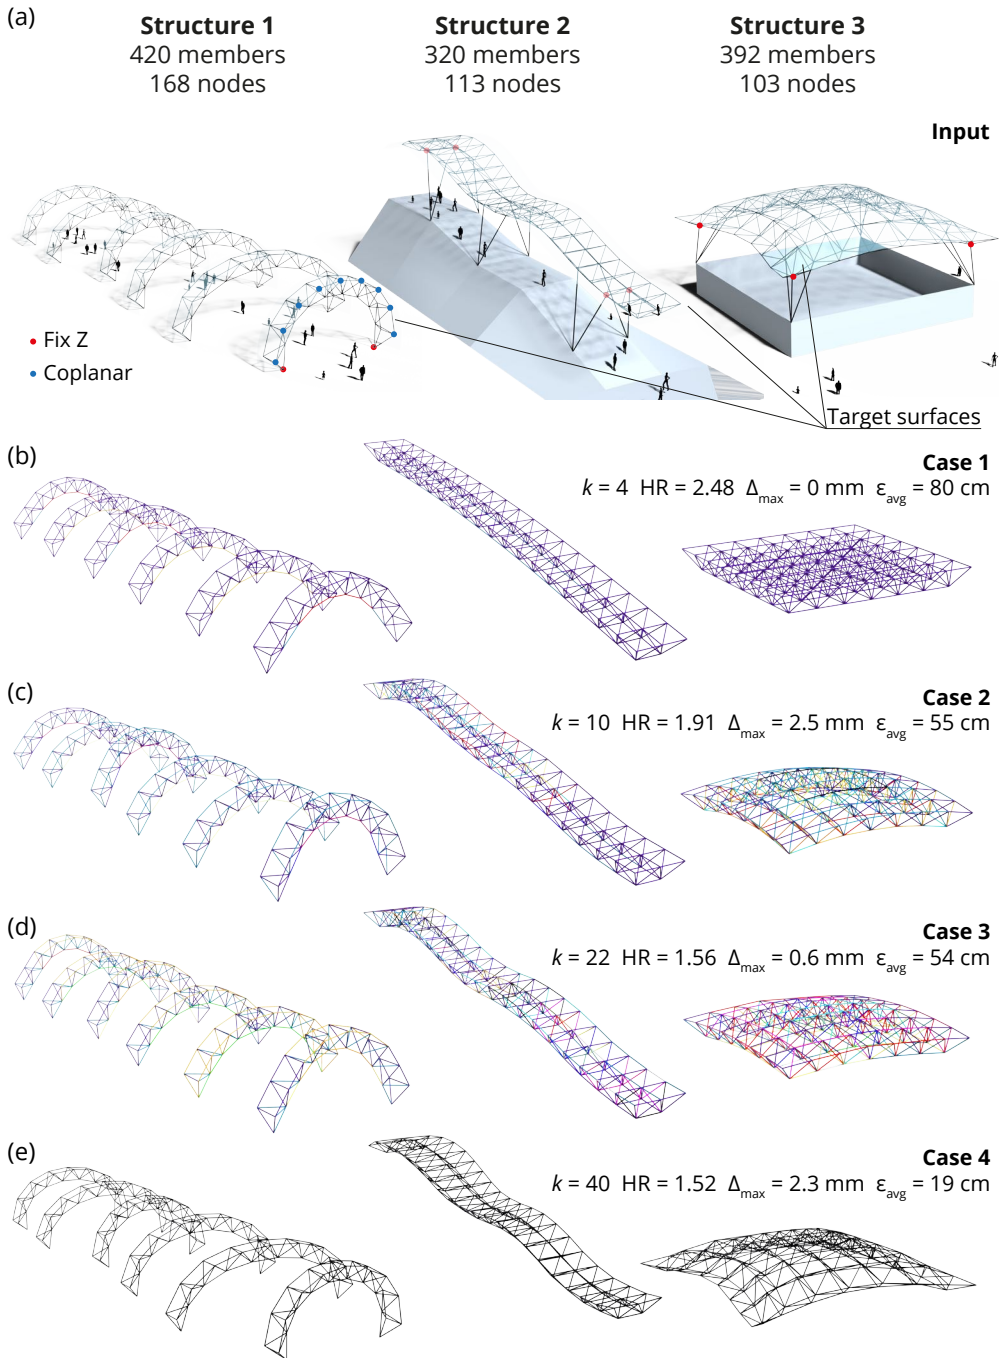 (a)
Structure 1
420 members
168 nodes
Structure 2
320 members
113 nodes
Structure 3
392 members
103 nodes
Input
Fix Z
Coplanar
Target surfaces
(b)
Case 1
k = 4 HR = 2.48 Δmax = 0 mm εavg = 80 cm
(c)
Case 2
k = 10 HR = 1.91 Δmax = 2.5 mm εavg = 55 cm
(d)
Case 3
k = 22 HR = 1.56 Δmax = 0.6 mm εavg = 54 cm
(e)
Case 4
k = 40 HR = 1.52 Δmax = 2.3 mm εavg = 19 cm